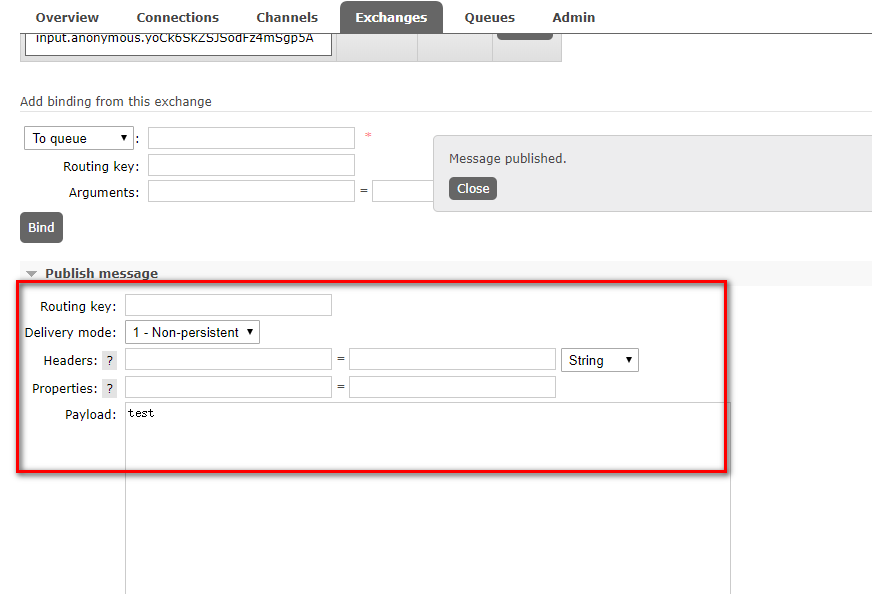 Overview Connections Channels Exchanges Queues Admin
input.anonymous.yoCk6SkZSJSodFz4mSgp5A
Add binding from this exchange
To queue : *
Message published.
Routing key:
Close
Arguments: =
Bind
Publish message
Routing key:
Delivery mode: 1 - Non-persistent
Headers: ? = String
Properties: ? =
Payload: test